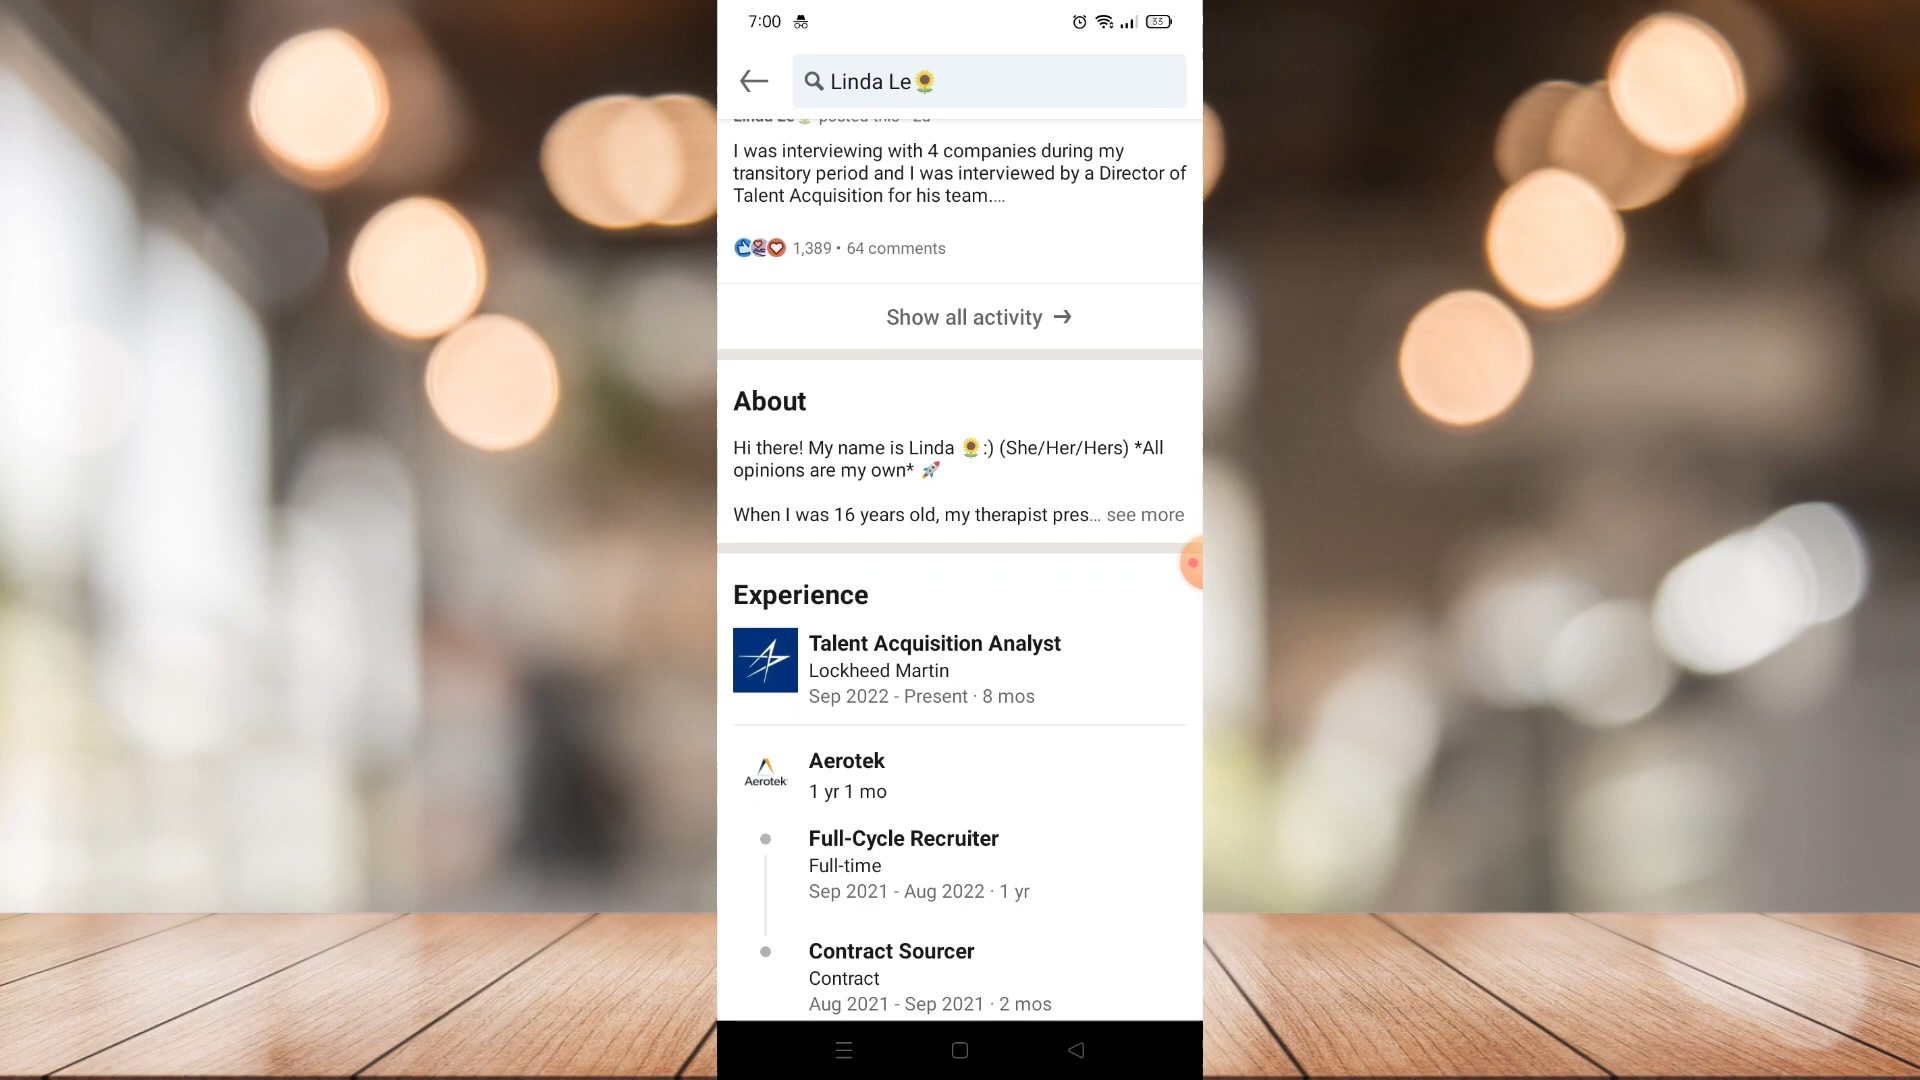 7:00
33
Linda Le🌻
Linda Le🌻 posted this · 2d
I was interviewing with 4 companies during my
transitory period and I was interviewed by a Director of
Talent Acquisition for his team....
1,389 • 64 comments
Show all activity →
About
Hi there! My name is Linda 🌻:) (She/Her/Hers) *All
opinions are my own* 🚀
When I was 16 years old, my therapist pres... see more
Experience
Talent Acquisition Analyst
Lockheed Martin
Sep 2022 - Present · 8 mos
Aerotek
Aerotek
1 yr 1 mo
Full-Cycle Recruiter
Full-time
Sep 2021 - Aug 2022 · 1 yr
Contract Sourcer
Contract
Aug 2021 - Sep 2021 · 2 mos